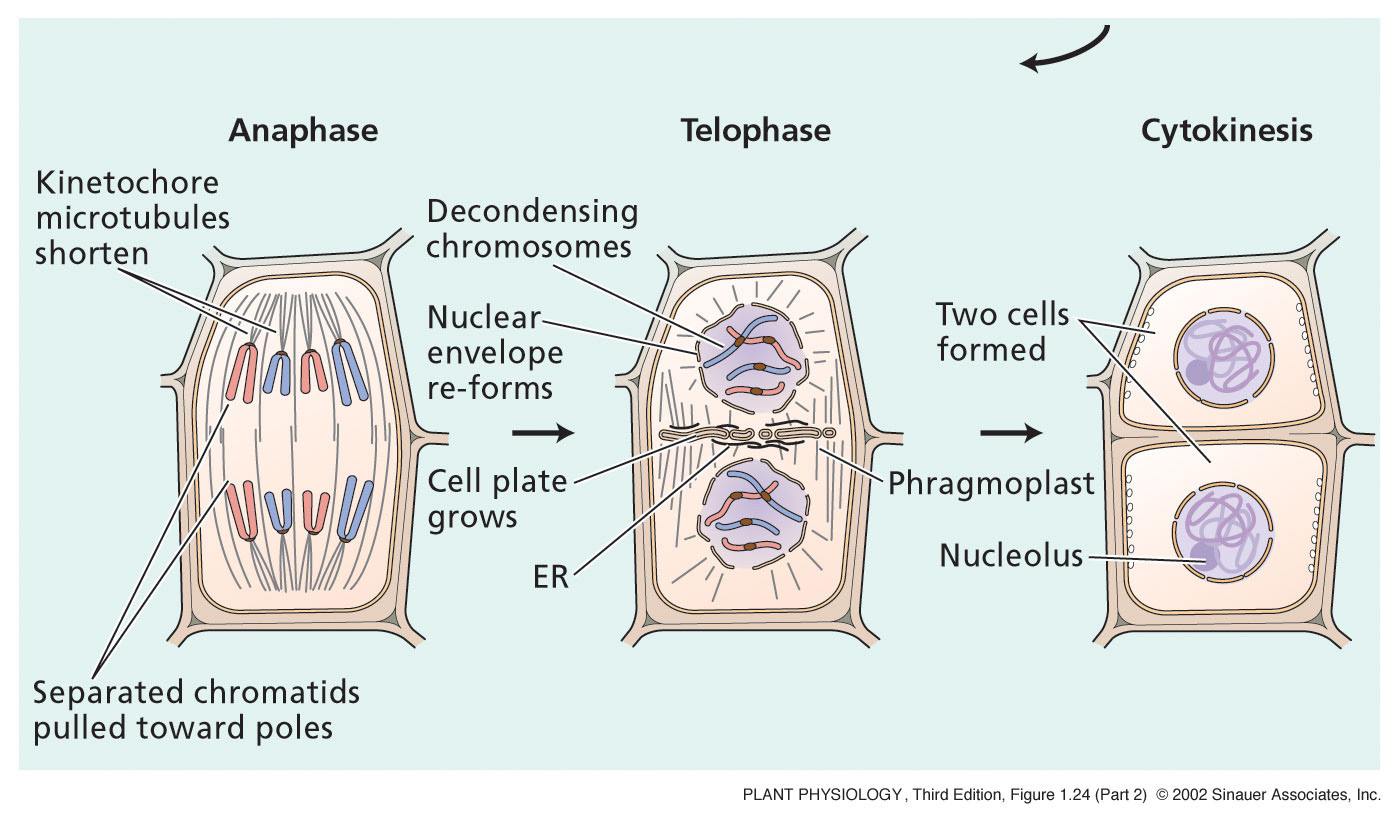 Anaphase
Telophase
Cytokinesis
Kinetochore
microtubules
shorten
Decondensing
chromosomes
Nuclear
envelope
re-forms
Two cells
formed
Cell plate
grows
Phragmoplast
ER
Nucleolus
Separated chromatids
pulled toward poles
PLANT PHYSIOLOGY, Third Edition, Figure 1.24 (Part 2) © 2002 Sinauer Associates, Inc.